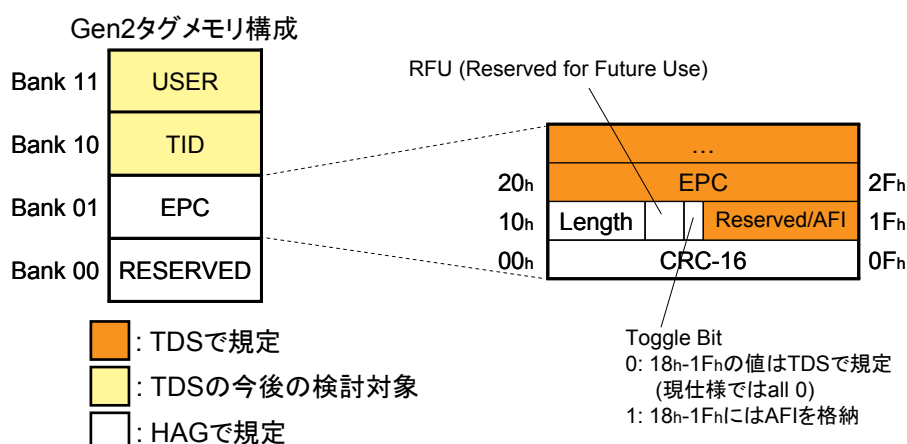 Gen2タグメモリ構成
Bank 11 USER
Bank 10 TID
Bank 01 EPC
Bank 00 RESERVED
RFU (Reserved for Future Use)
…
20h EPC 2Fh
10h Length Reserved/AFI 1Fh
00h CRC-16 0Fh
Toggle Bit
0: 18h-1Fhの値はTDSで規定
(現仕様ではall 0)
1: 18h-1FhにはAFIを格納
: TDSで規定
: TDSの今後の検討対象
: HAGで規定